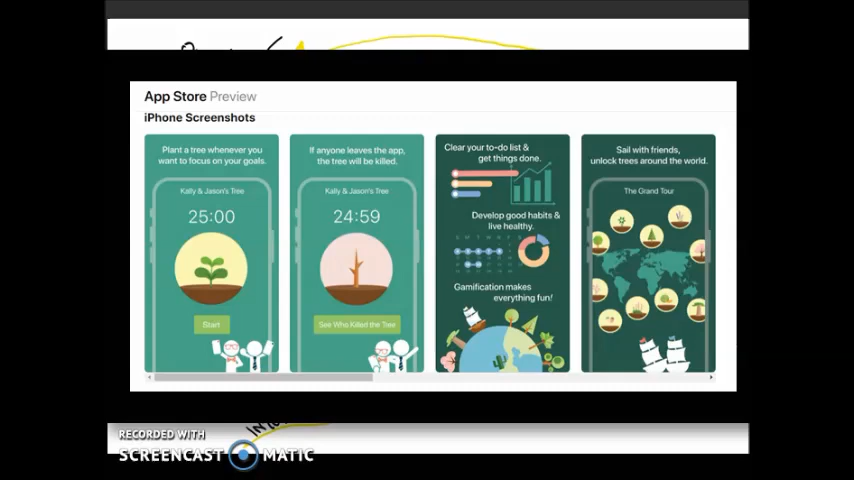 App Store Preview
iPhone Screenshots
Plant a tree whenever you
want to focus on your goals.
Kally & Jason's Tree
25:00
Start
If anyone leaves the app,
the tree will be killed.
Kally & Jason's Tree
24:59
See Who Killed the Tree
Clear your to-do list &
get things done.
Develop good habits &
live healthy.
Gamification makes
everything fun!
Sail with friends,
unlock trees around the world.
The Grand Tour
RECORDED WITH
SCREENCAST MATIC